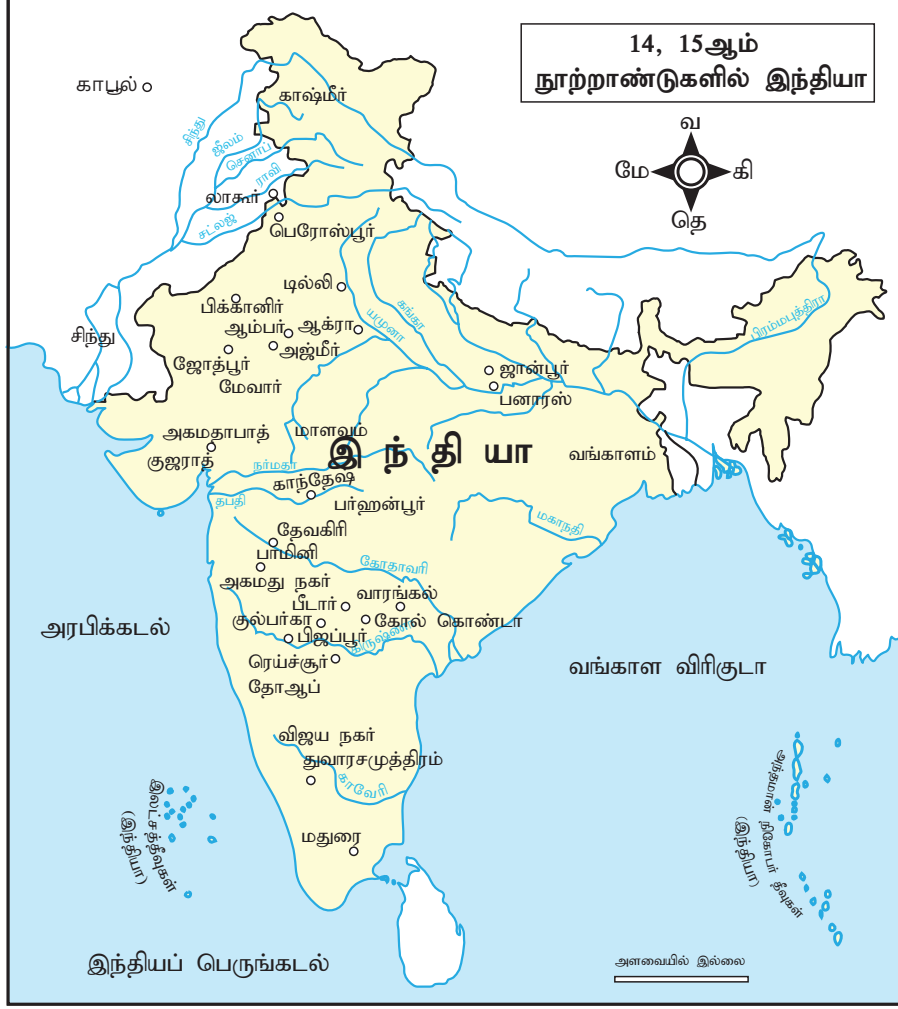 14, 15ஆம்
நூற்றாண்டுகளில் இந்தியா
காபூல்
காஷ்மீர்
வ
மே
கி
தெ
சிந்து
ஜீலம்
செனாப்
ராவி
லாகூர்
சட்லஜ்
பெரோஸ்பூர்
டில்லி
பிக்கானிர்
ஆம்பர்
ஆக்ரா
யமுனா
கங்கா
பிரம்மபுத்திரா
சிந்து
அஜ்மீர்
ஜோத்பூர்
மேவார்
ஜான்பூர்
பனாரஸ்
அகமதாபாத்
மாளவம்
இந்தியா
குஜராத்
வங்காளம்
நர்மதா
காந்தேஷ்
தபதி
பர்ஹன்பூர்
மகாநதி
தேவகிரி
பாமினி
கோதாவரி
அகமது நகர்
வாரங்கல்
பீடார்
குல்பர்கா
கோல் கொண்டா
பிஜப்பூர்
கிருஷ்ணா
அரபிக்கடல்
ரெய்ச்சூர்
தோஆப்
வங்காள விரிகுடா
விஜய நகர்
துவாரசமுத்திரம்
காவேரி
மதுரை
இலட்சத்தீவுகள்
(இந்தியா)
அந்தமான் நிகோபர் தீவுகள்
(இந்தியா)
இந்தியப் பெருங்கடல்
அளவையில் இல்லை